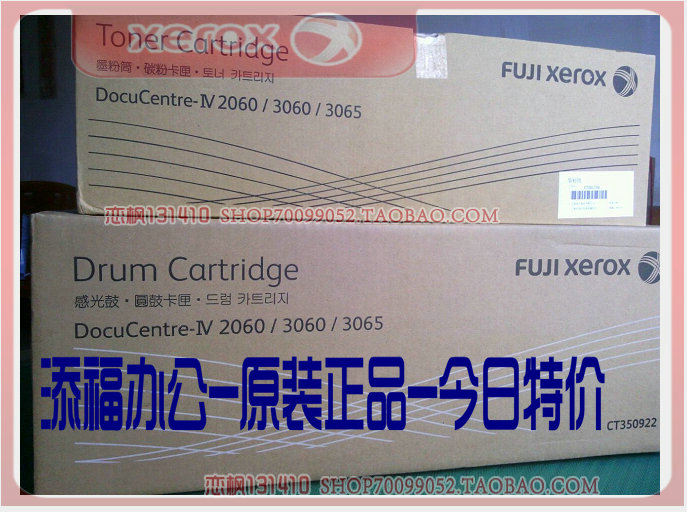 xerox
Toner Cartridge
墨粉筒・碳粉卡匣・토너 카트리지
FUJI xerox
DocuCentre-IV 2060 / 3060 / 3065
恋枫131410 SHOP70099052.TAOBAO.COM
Drum Cartridge
FUJI xerox
感光鼓・圓鼓卡匣・드럼 카트리지
DocuCentre-IV 2060 / 3060 / 3065
添福办公-原装正品-今日特价
CT350922
恋枫131410 SHOP70099052.TAOBAO.COM